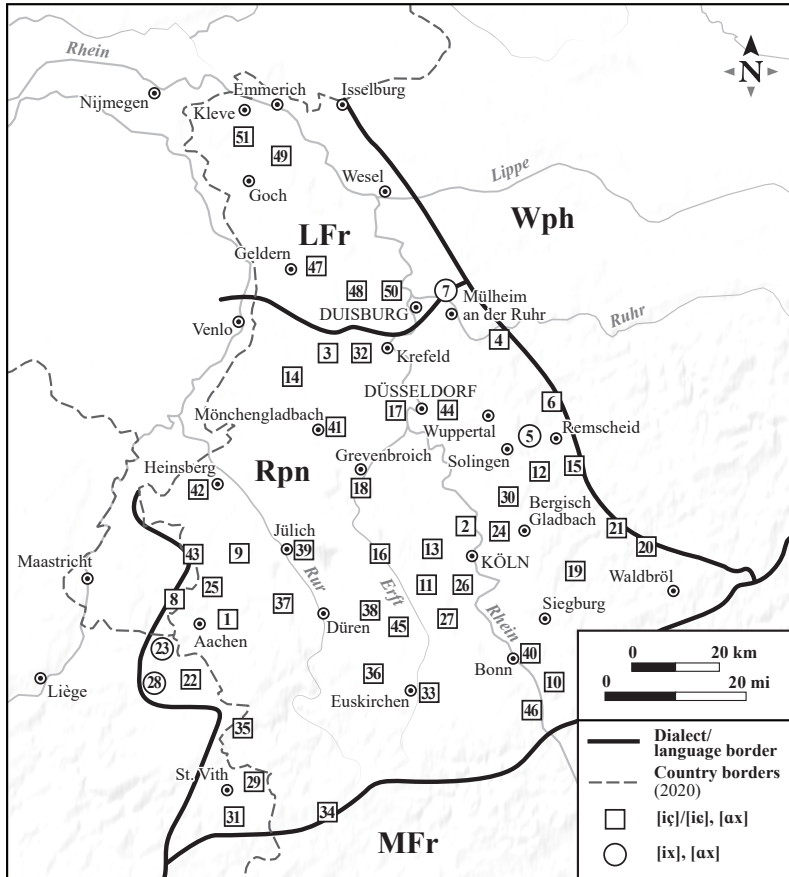 Rhein
Emmerich
Isselburg
Nijmegen
Kleve
N
51
49
Wesel
Lippe
Goch
Wph
LFr
Geldern
47
48
50
7
Mülheim
an der Ruhr
DUISBURG
Ruhr
Venlo
4
3
32
Krefeld
14
DÜSSELDORF
6
17
44
Mönchengladbach
41
Wuppertal
5
Remscheid
Solingen
Grevenbroich
Rpn
12
15
Heinsberg
42
18
30
Bergisch
Gladbach
2
24
21
20
Jülich
43
9
39
16
13
KÖLN
Maastricht
Rur
Erft
19
Waldbröl
25
11
26
8
37
38
Rhein
Siegburg
1
Düren
45
27
Aachen
23
40
Bonn
28
22
36
10
Liège
Euskirchen
33
46
35
St. Vith
29
31
34
MFr
0 20 km
0 20 mi
Dialect/
language border
Country borders
(2020)
[iç]/[iɕ], [ɑx]
[ix], [ɑx]